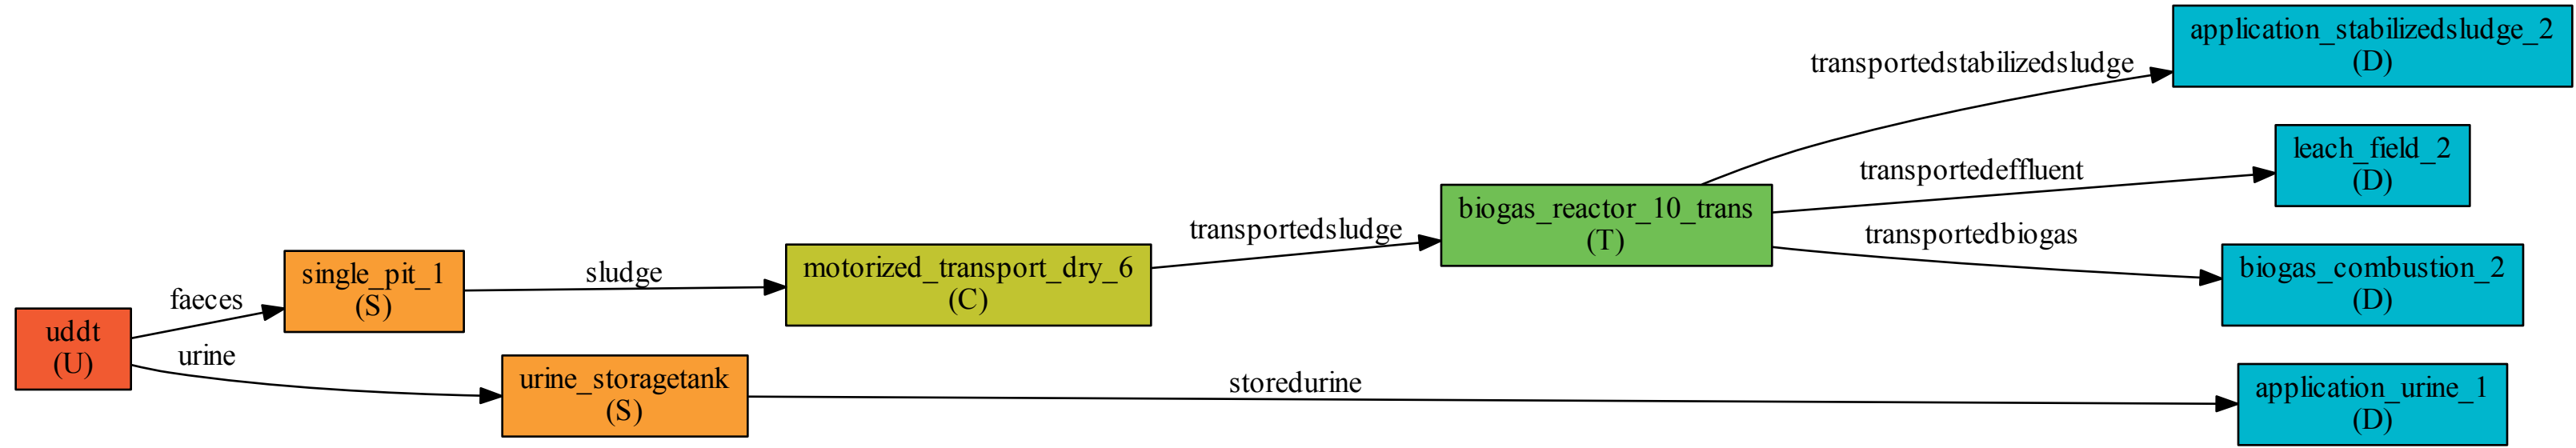 uddt
(U)
faeces
urine
single_pit_1
(S)
urine_storagetank
(S)
sludge
storedurine
motorized_transport_dry_6
(C)
transportedsludge
biogas_reactor_10_trans
(T)
transportedstabilizedsludge
transportedeffluent
transportedbiogas
application_stabilizedsludge_2
(D)
leach_field_2
(D)
biogas_combustion_2
(D)
application_urine_1
(D)